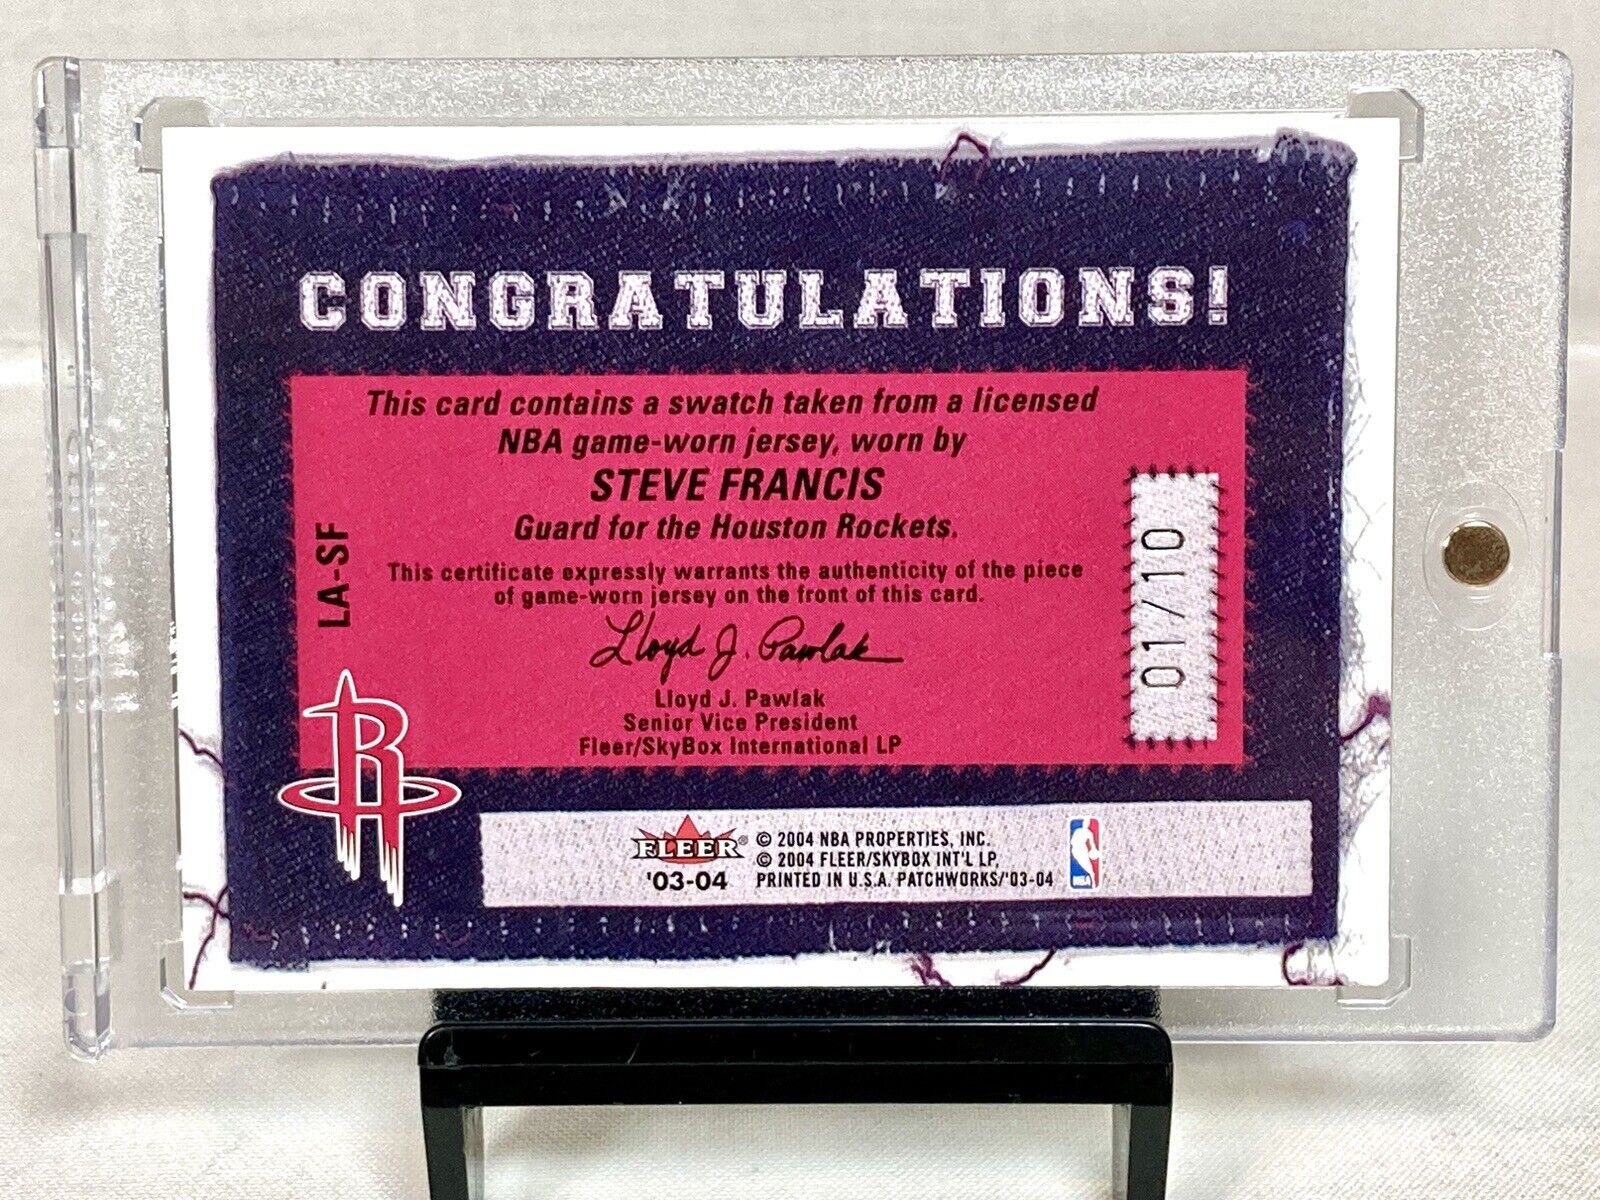 CONGRATULATIONS!
This card contains a swatch taken from a licensed
NBA game-worn jersey, worn by
STEVE FRANCIS
Guard for the Houston Rockets.
This certificate expressly warrants the authenticity of the piece
of game-worn jersey on the front of this card.
Lloyd J. Pawlak
Lloyd J. Pawlak
Senior Vice President
Fleer/SkyBox International LP
LA-SF
01/10
R
FLEER®
'03-04
© 2004 NBA PROPERTIES, INC.
© 2004 FLEER/SKYBOX INT'L LP,
PRINTED IN U.S.A. PATCHWORKS/'03-04
NBA